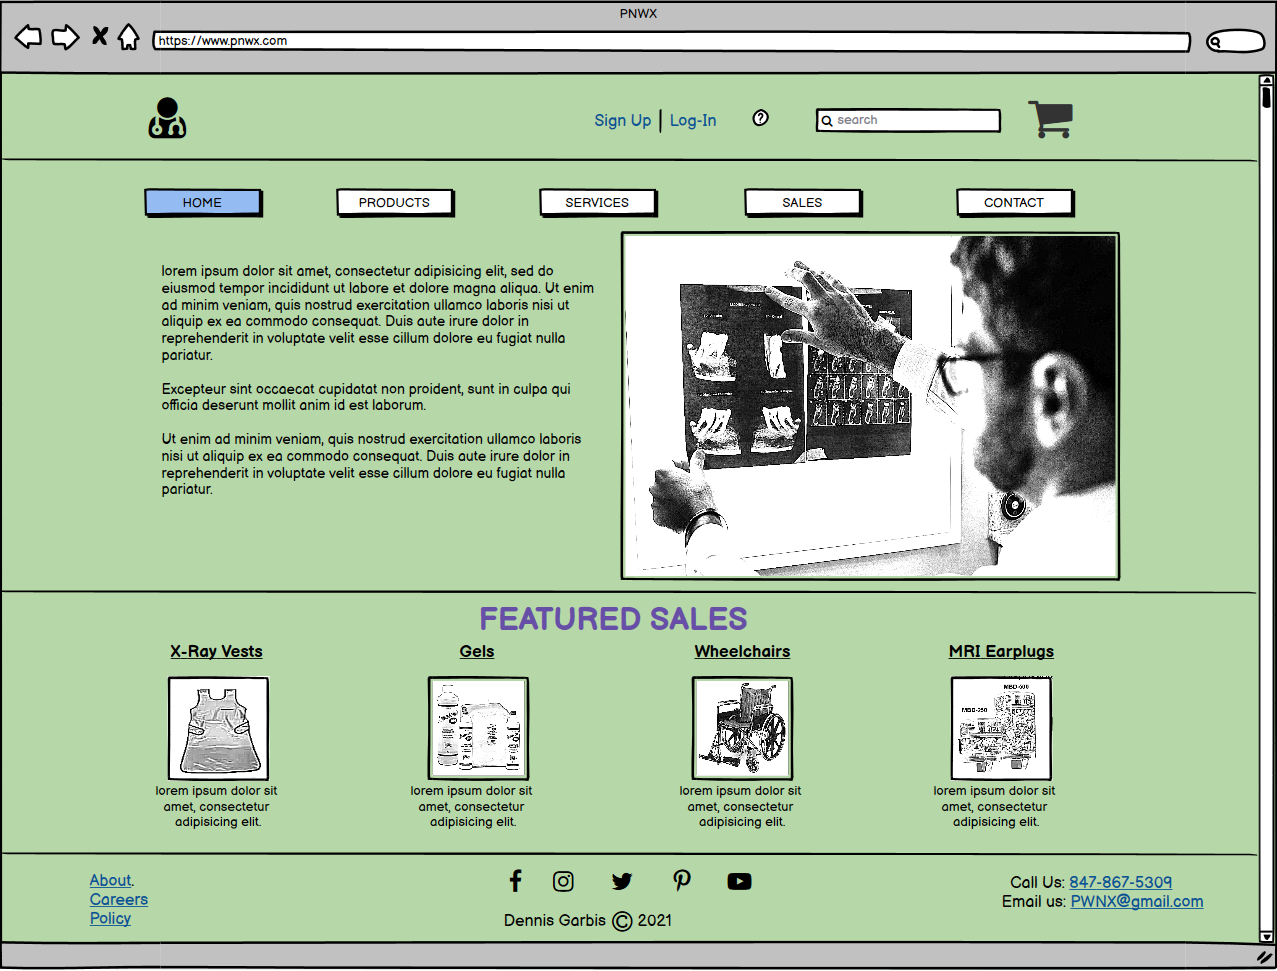 PNWX
https://www.pnwx.com
Sign Up | Log-In
?
search
HOME
PRODUCTS
SERVICES
SALES
CONTACT
lorem ipsum dolor sit amet, consectetur adipisicing elit, sed do
eiusmod tempor incididunt ut labore et dolore magna aliqua. Ut enim
ad minim veniam, quis nostrud exercitation ullamco laboris nisi ut
aliquip ex ea commodo consequat. Duis aute irure dolor in
reprehenderit in voluptate velit esse cillum dolore eu fugiat nulla
pariatur.
Excepteur sint occaecat cupidatat non proident, sunt in culpa qui
officia deserunt mollit anim id est laborum.
Ut enim ad minim veniam, quis nostrud exercitation ullamco laboris
nisi ut aliquip ex ea commodo consequat. Duis aute irure dolor in
reprehenderit in voluptate velit esse cillum dolore eu fugiat nulla
pariatur.
FEATURED SALES
X-Ray Vests
Gels
Wheelchairs
MRI Earplugs
MBD-600
MBD-250
lorem ipsum dolor sit
amet, consectetur
adipisicing elit.
lorem ipsum dolor sit
amet, consectetur
adipisicing elit.
lorem ipsum dolor sit
amet, consectetur
adipisicing elit.
lorem ipsum dolor sit
amet, consectetur
adipisicing elit.
About.
Careers
Policy
Dennis Garbis © 2021
Call Us: 847-867-5309
Email us: PWNX@gmail.com